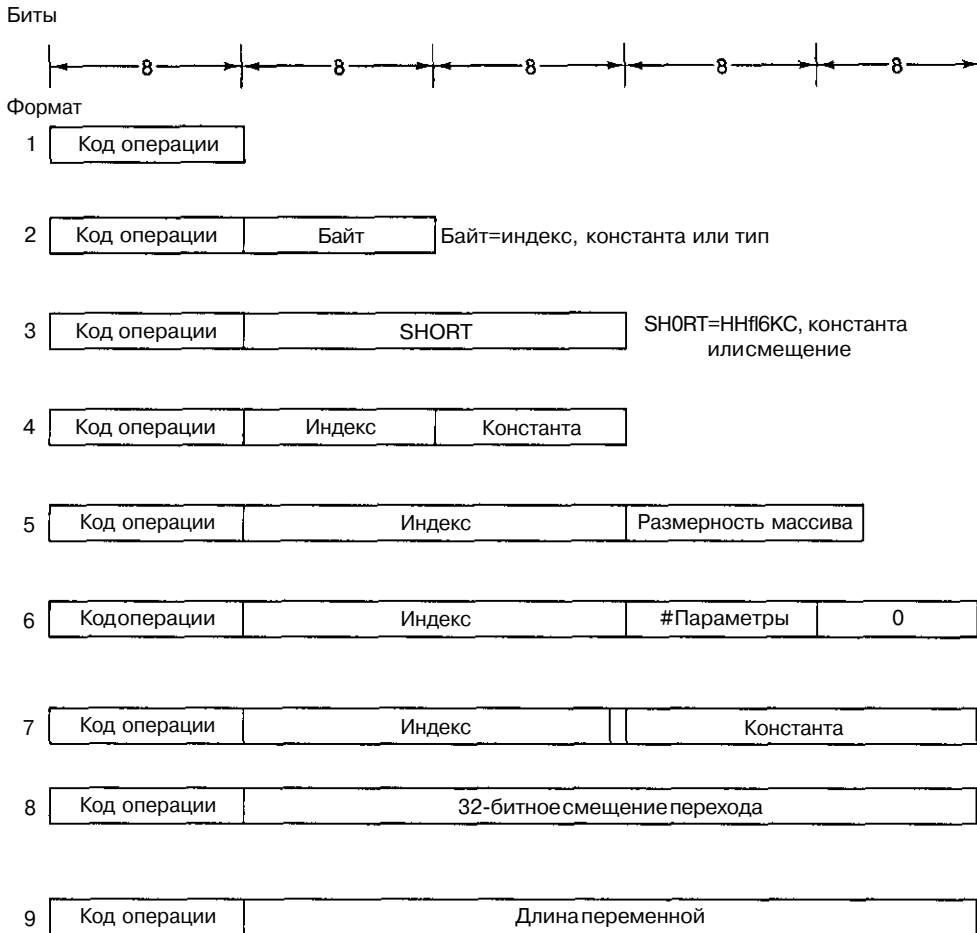 Биты
8 8 8 8 8
Формат
1 Код операции
2 Код операции Байт Байт=индекс, константа или тип
3 Код операции SHORT SH0RT=HHfl6KC, константа
илисмещение
4 Код операции Индекс Константа
5 Код операции Индекс Размерность массива
6 Кодоперации Индекс #Параметры 0
7 Код операции Индекс Константа
8 Код операции 32-битноесмещениеперехода
9 Код операции Длинапеременной